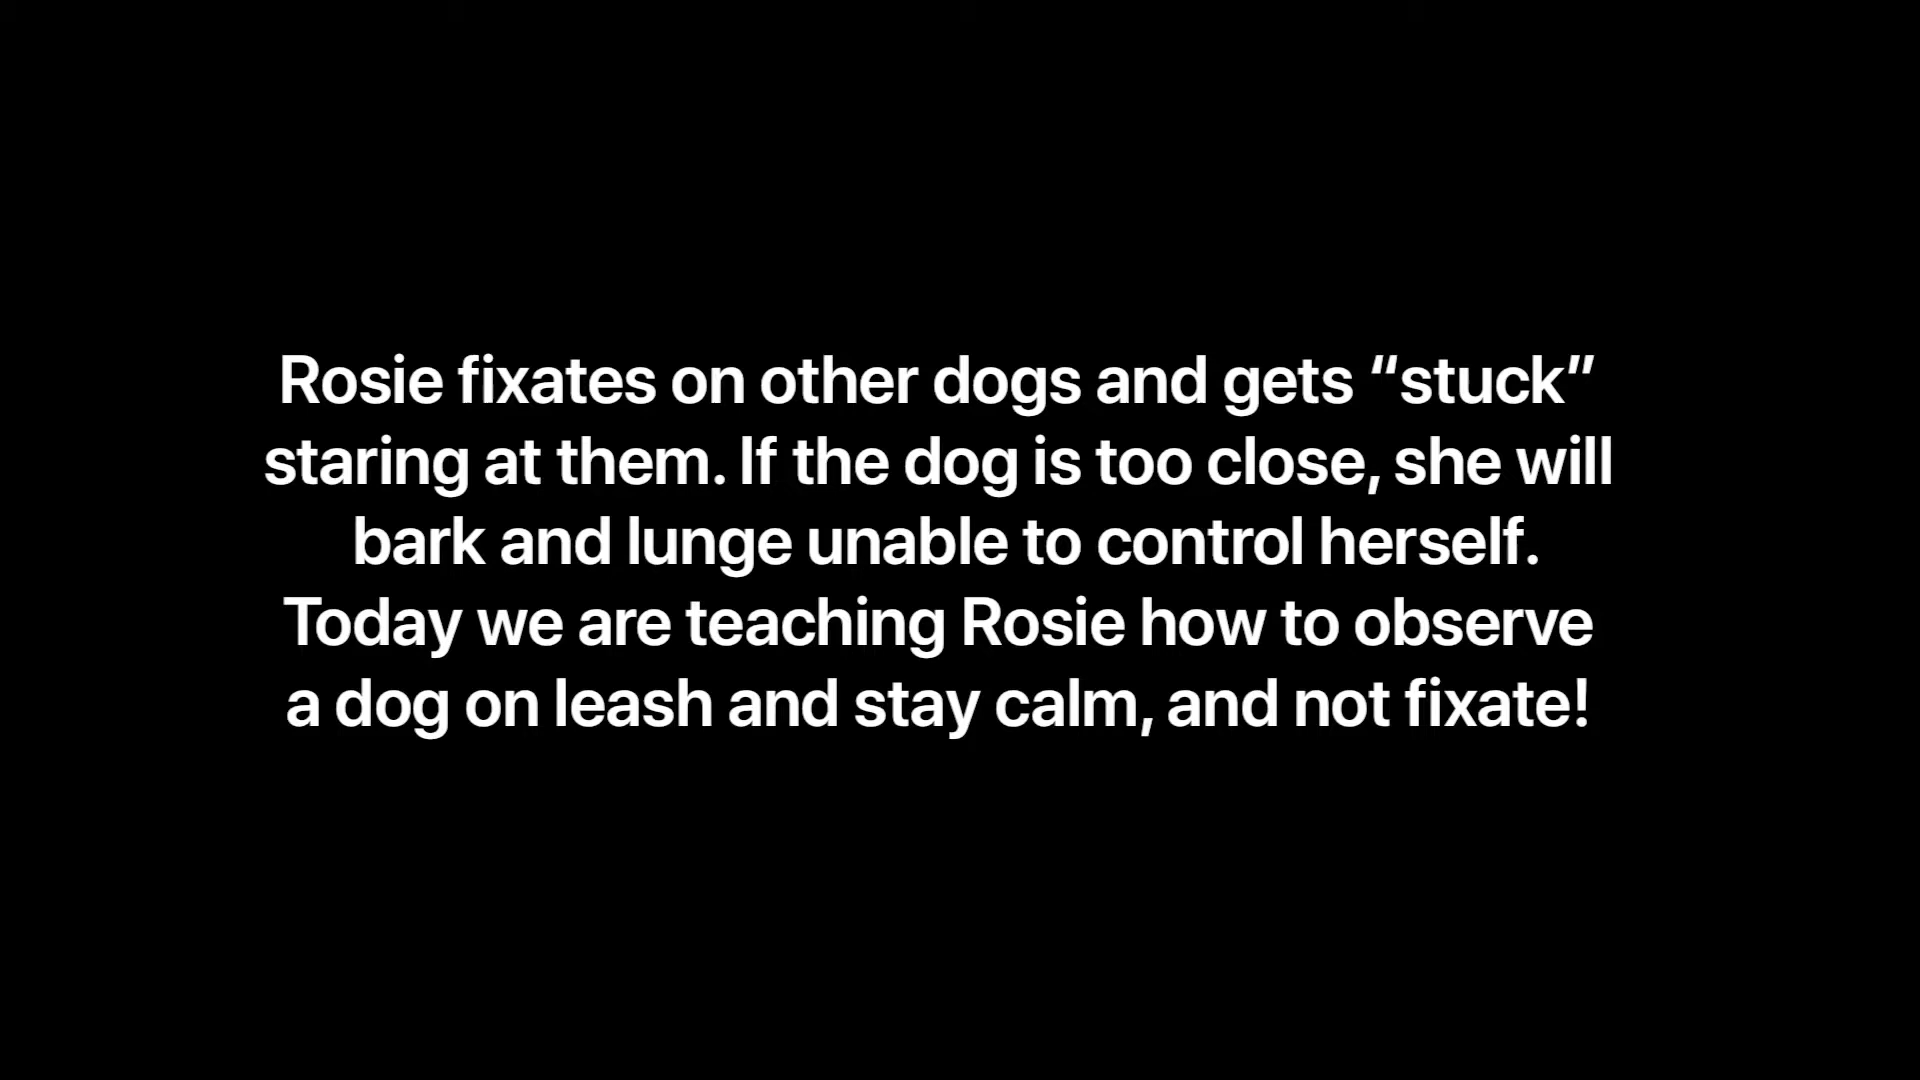 Rosie fixates on other dogs and gets “stuck”
staring at them. If the dog is too close, she will
bark and lunge unable to control herself.
Today we are teaching Rosie how to observe
a dog on leash and stay calm, and not fixate!